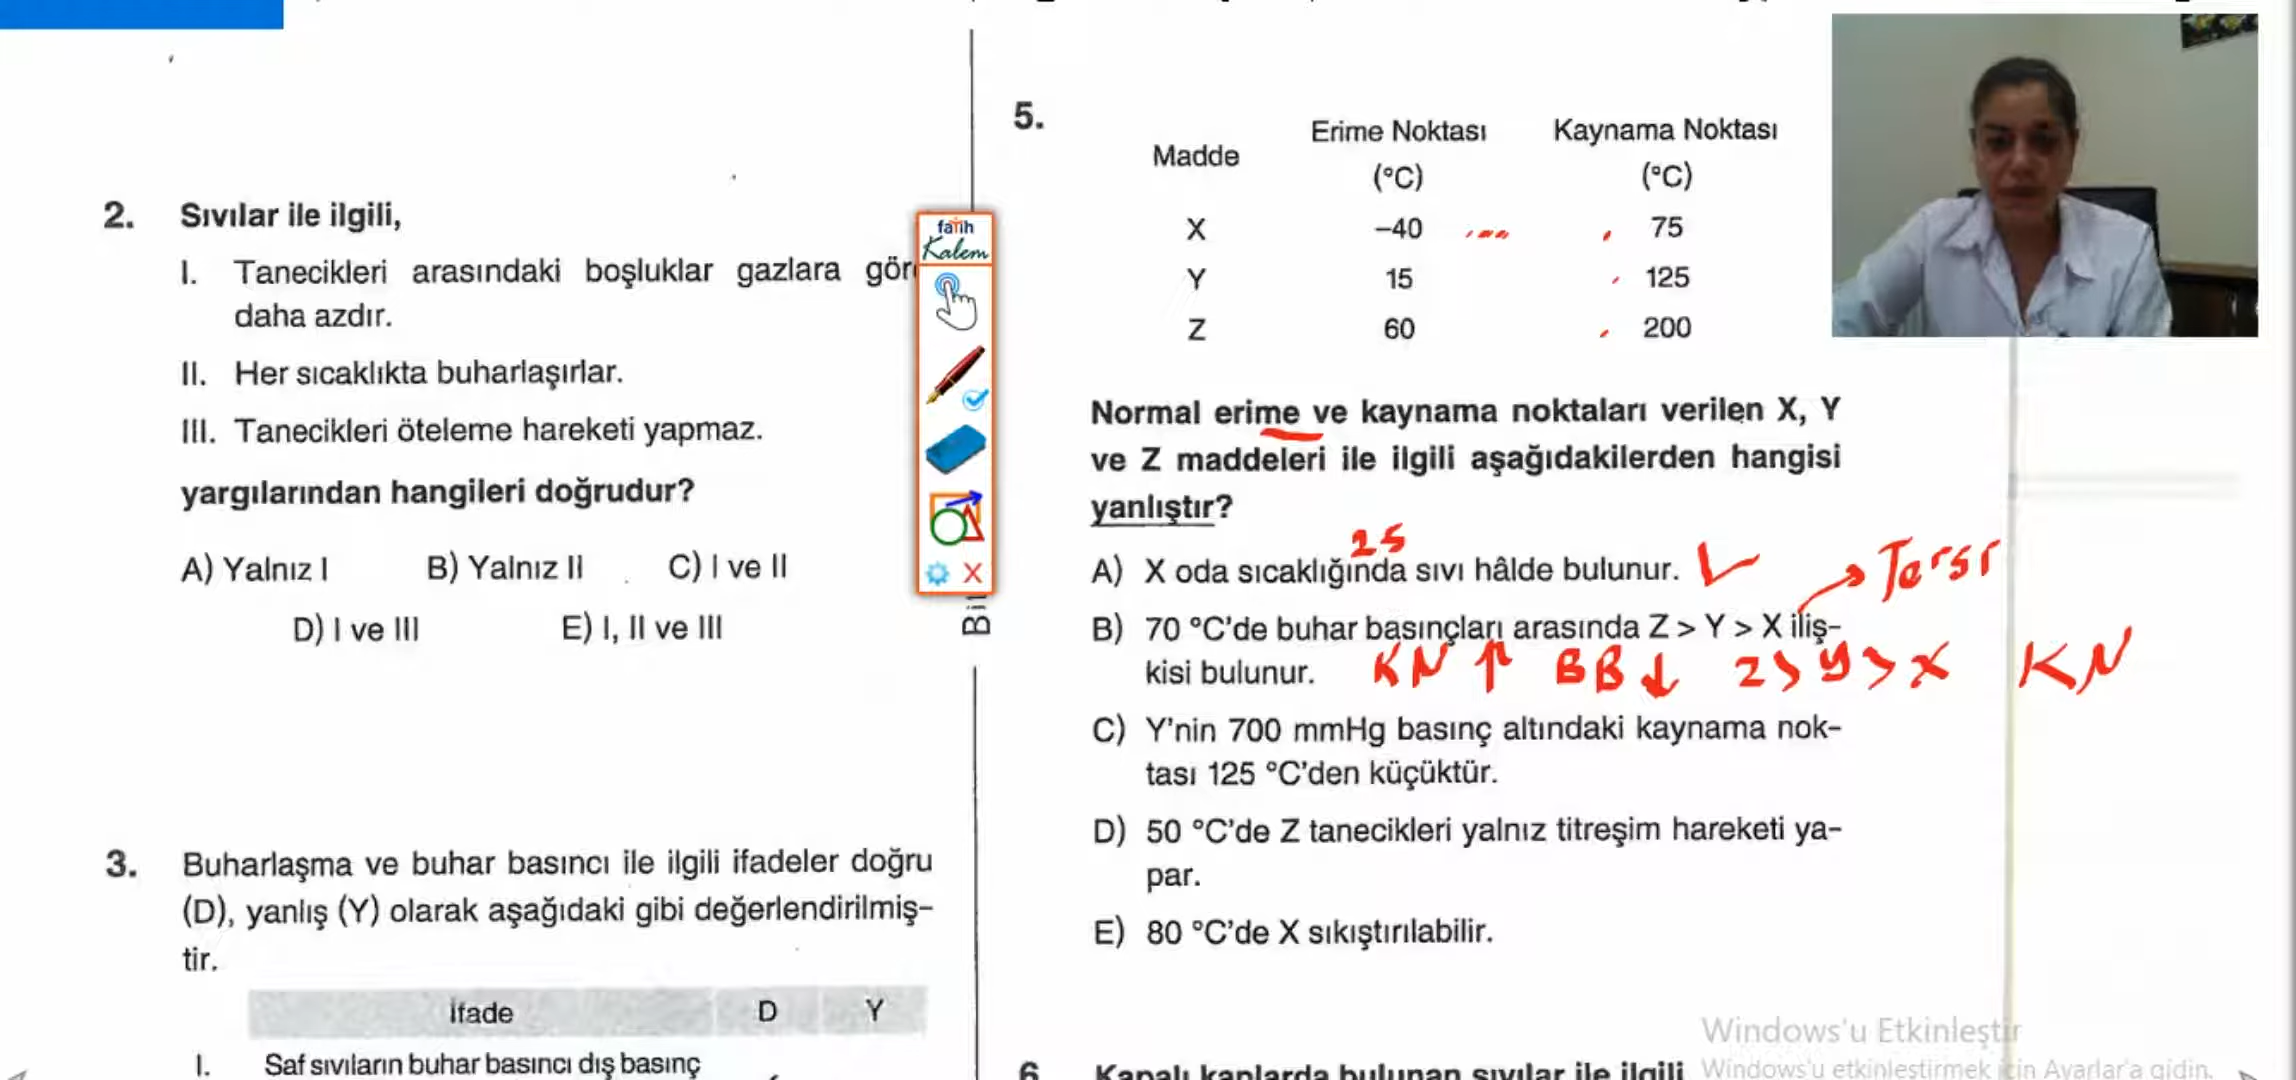 2. Sıvılar ile ilgili,
I. Tanecikleri arasındaki boşluklar gazlara gör
daha azdır.
II. Her sıcaklıkta buharlaşırlar.
III. Tanecikleri öteleme hareketi yapmaz.
yargılarından hangileri doğrudur?
A) Yalnız I B) Yalnız II C) I ve II
D) I ve III E) I, II ve III
3. Buharlaşma ve buhar basıncı ile ilgili ifadeler doğru
(D), yanlış (Y) olarak aşağıdaki gibi değerlendirilmiş-
tir.
İfade D Y
I. Saf sıvıların buhar basıncı dış basınç
fatih
Kalem
5.
Madde Erime Noktası (°C) Kaynama Noktası (°C)
X –40 75
Y 15 125
Z 60 200
Normal erime ve kaynama noktaları verilen X, Y
ve Z maddeleri ile ilgili aşağıdakilerden hangisi
yanlıştır?
25
A) X oda sıcaklığında sıvı hâlde bulunur.
Tersi
B) 70 °C'de buhar basınçları arasında Z > Y > X iliş-
kisi bulunur.
KN ↑ BB ↓ Z > Y > X KN
C) Y'nin 700 mmHg basınç altındaki kaynama nok-
tası 125 °C'den küçüktür.
D) 50 °C'de Z tanecikleri yalnız titreşim hareketi ya-
par.
E) 80 °C'de X sıkıştırılabilir.
6 Kapalı kaplarda bulunan sıvılar ile ilgili
Windows'u Etkinleştir
Windows'u etkinleştirmek için Ayarlar'a gidin.